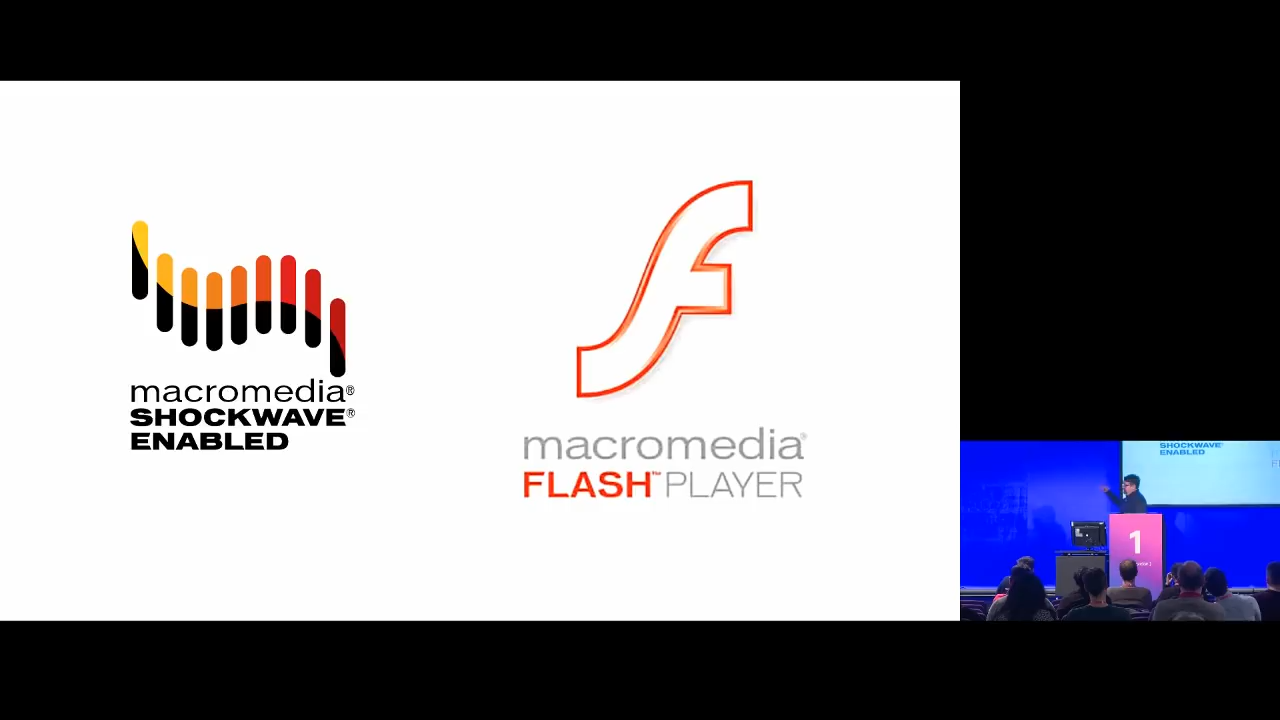 macromedia®
SHOCKWAVE®
ENABLED
macromedia®
FLASH™ PLAYER
SHOCKWAVE®
ENABLED
1